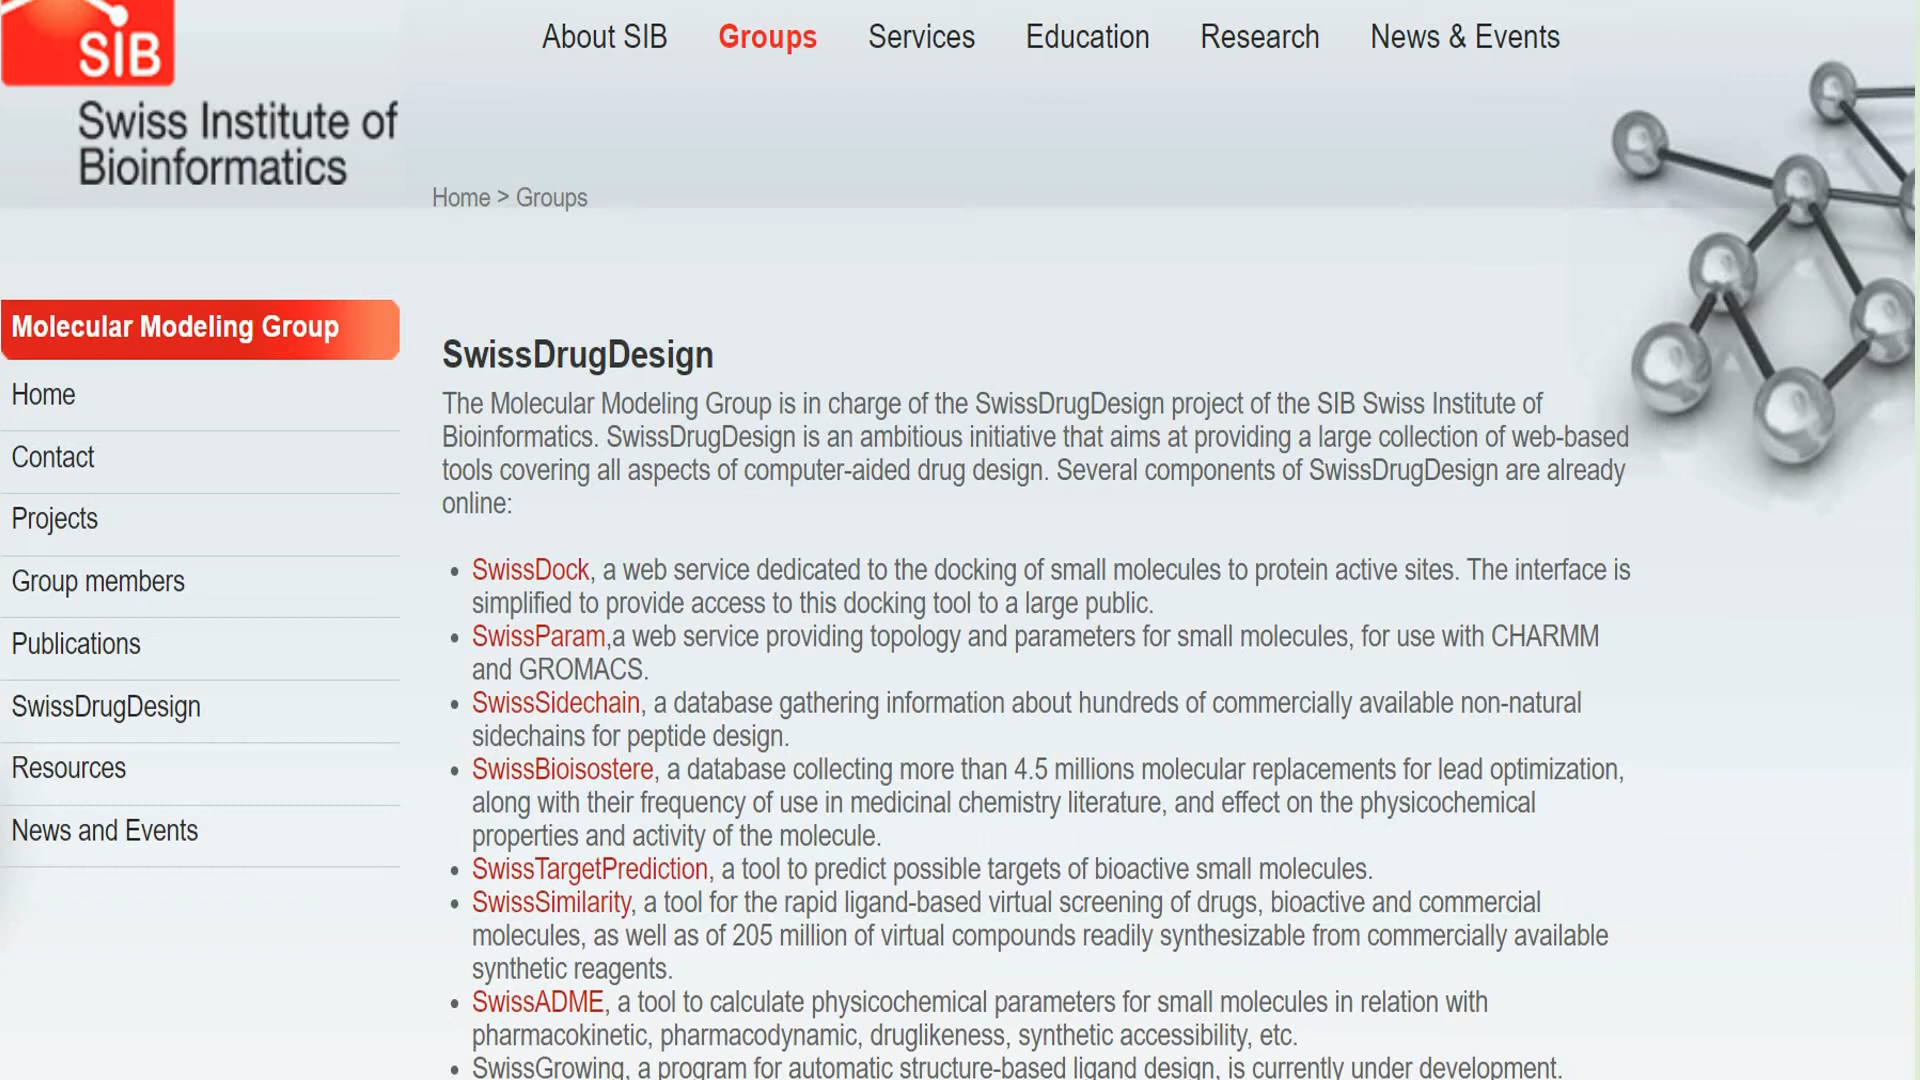 SIB
Swiss Institute of
Bioinformatics
About SIB
Groups
Services
Education
Research
News & Events
Home > Groups
Molecular Modeling Group
Home
Contact
Projects
Group members
Publications
SwissDrugDesign
Resources
News and Events
SwissDrugDesign
The Molecular Modeling Group is in charge of the SwissDrugDesign project of the SIB Swiss Institute of
Bioinformatics. SwissDrugDesign is an ambitious initiative that aims at providing a large collection of web-based
tools covering all aspects of computer-aided drug design. Several components of SwissDrugDesign are already
online:
• SwissDock, a web service dedicated to the docking of small molecules to protein active sites. The interface is
simplified to provide access to this docking tool to a large public.
• SwissParam,a web service providing topology and parameters for small molecules, for use with CHARMM
and GROMACS.
• SwissSidechain, a database gathering information about hundreds of commercially available non-natural
sidechains for peptide design.
• SwissBioisostere, a database collecting more than 4.5 millions molecular replacements for lead optimization,
along with their frequency of use in medicinal chemistry literature, and effect on the physicochemical
properties and activity of the molecule.
• SwissTargetPrediction, a tool to predict possible targets of bioactive small molecules.
• SwissSimilarity, a tool for the rapid ligand-based virtual screening of drugs, bioactive and commercial
molecules, as well as of 205 million of virtual compounds readily synthesizable from commercially available
synthetic reagents.
• SwissADME, a tool to calculate physicochemical parameters for small molecules in relation with
pharmacokinetic, pharmacodynamic, druglikeness, synthetic accessibility, etc.
• SwissGrowing, a program for automatic structure-based ligand design, is currently under development.